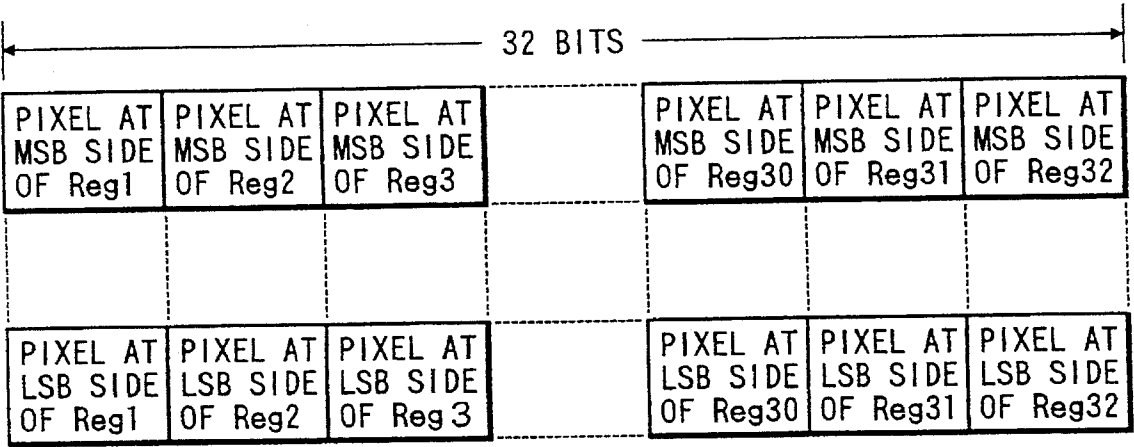 32 BITS
PIXEL AT PIXEL AT PIXEL AT PIXEL AT PIXEL AT PIXEL AT
MSB SIDE MSB SIDE MSB SIDE MSB SIDE MSB SIDE MSB SIDE
OF Reg1 OF Reg2 OF Reg3 OF Reg30 OF Reg31 OF Reg32
PIXEL AT PIXEL AT PIXEL AT PIXEL AT PIXEL AT PIXEL AT
LSB SIDE LSB SIDE LSB SIDE LSB SIDE LSB SIDE LSB SIDE
OF Reg1 OF Reg2 OF Reg3 OF Reg30 OF Reg31 OF Reg32